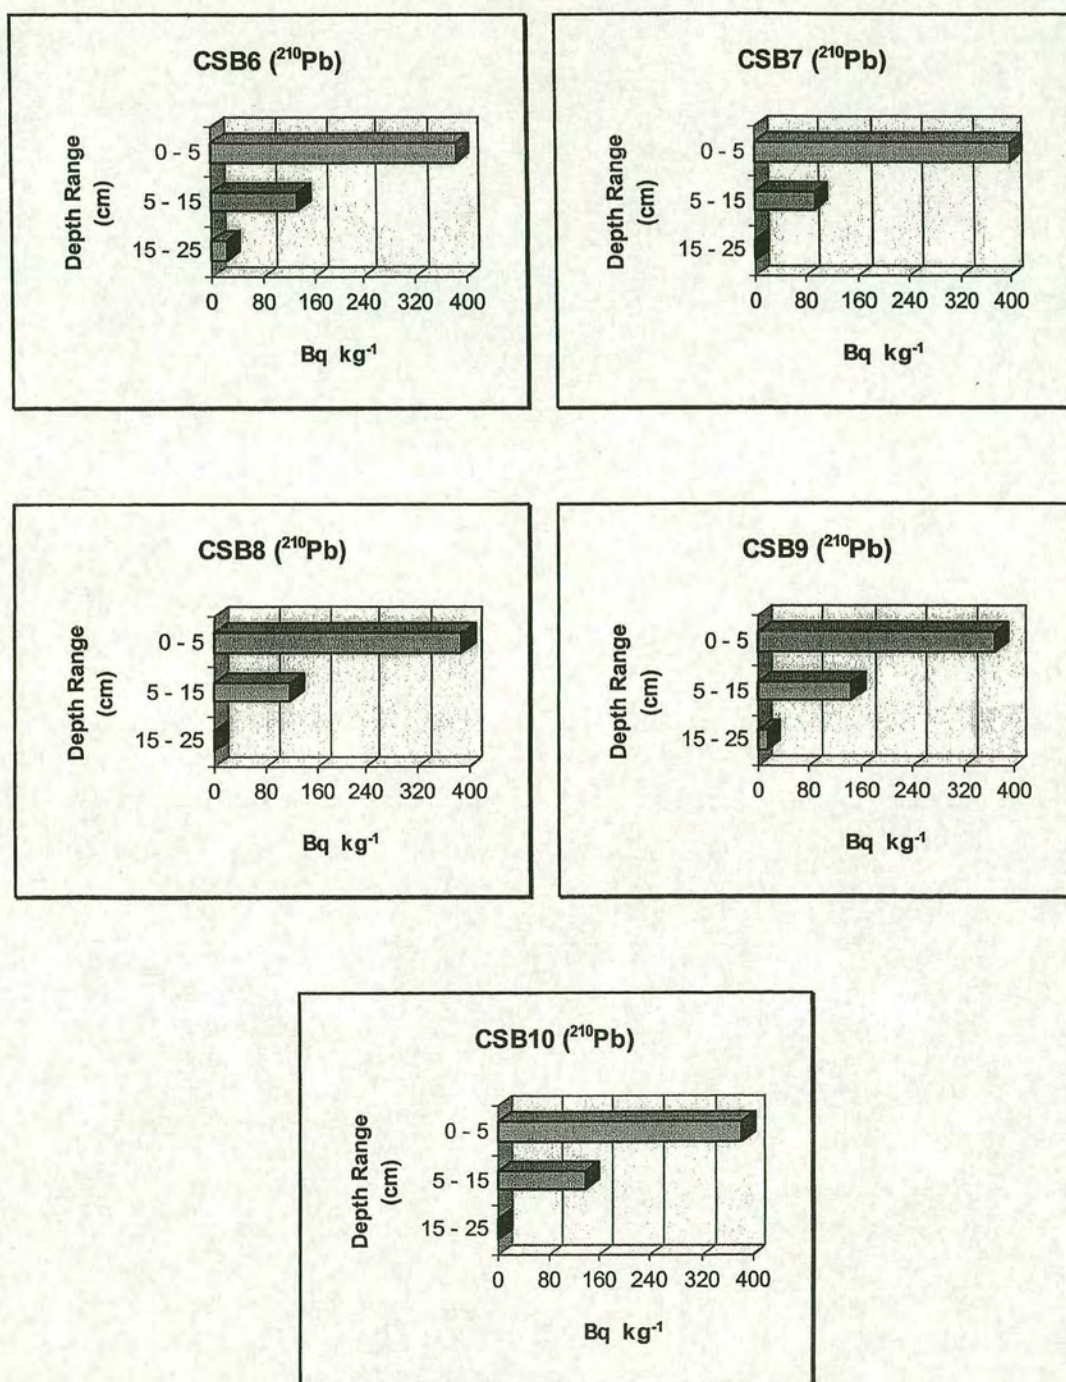 CSB6 (²¹⁰Pb)
Depth Range
(cm)
0 - 5
5 - 15
15 - 25
0 80 160 240 320 400
Bq kg⁻¹
CSB7 (²¹⁰Pb)
Depth Range
(cm)
0 - 5
5 - 15
15 - 25
0 80 160 240 320 400
Bq kg⁻¹
CSB8 (²¹⁰Pb)
Depth Range
(cm)
0 - 5
5 - 15
15 - 25
0 80 160 240 320 400
Bq kg⁻¹
CSB9 (²¹⁰Pb)
Depth Range
(cm)
0 - 5
5 - 15
15 - 25
0 80 160 240 320 400
Bq kg⁻¹
CSB10 (²¹⁰Pb)
Depth Range
(cm)
0 - 5
5 - 15
15 - 25
0 80 160 240 320 400
Bq kg⁻¹